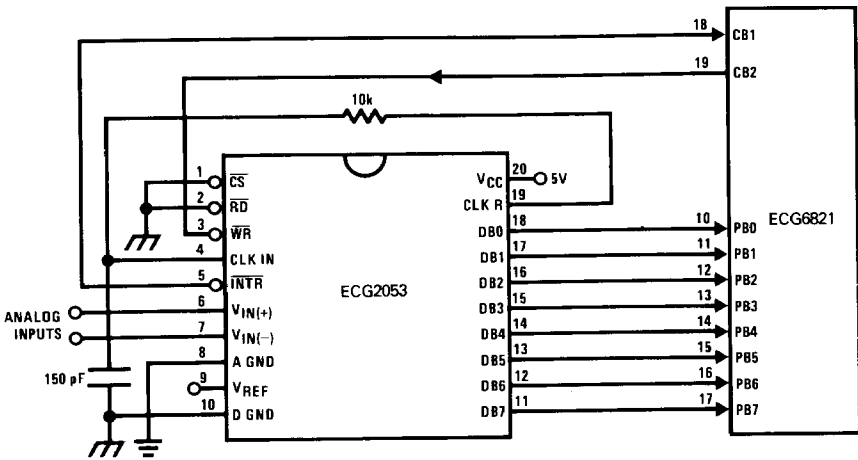 18 CB1
19 CB2
10k
1 CS
2 RD
3 WR
4 CLK IN
5 INTR
6 VIN(+)
7 VIN(−)
8 A GND
9 VREF
10 D GND
ANALOG
INPUTS
150 pF
ECG2053
VCC 20 5V
CLK R 19
DB0 18
DB1 17
DB2 16
DB3 15
DB4 14
DB5 13
DB6 12
DB7 11
ECG6821
10 PB0
11 PB1
12 PB2
13 PB3
14 PB4
15 PB5
16 PB6
17 PB7